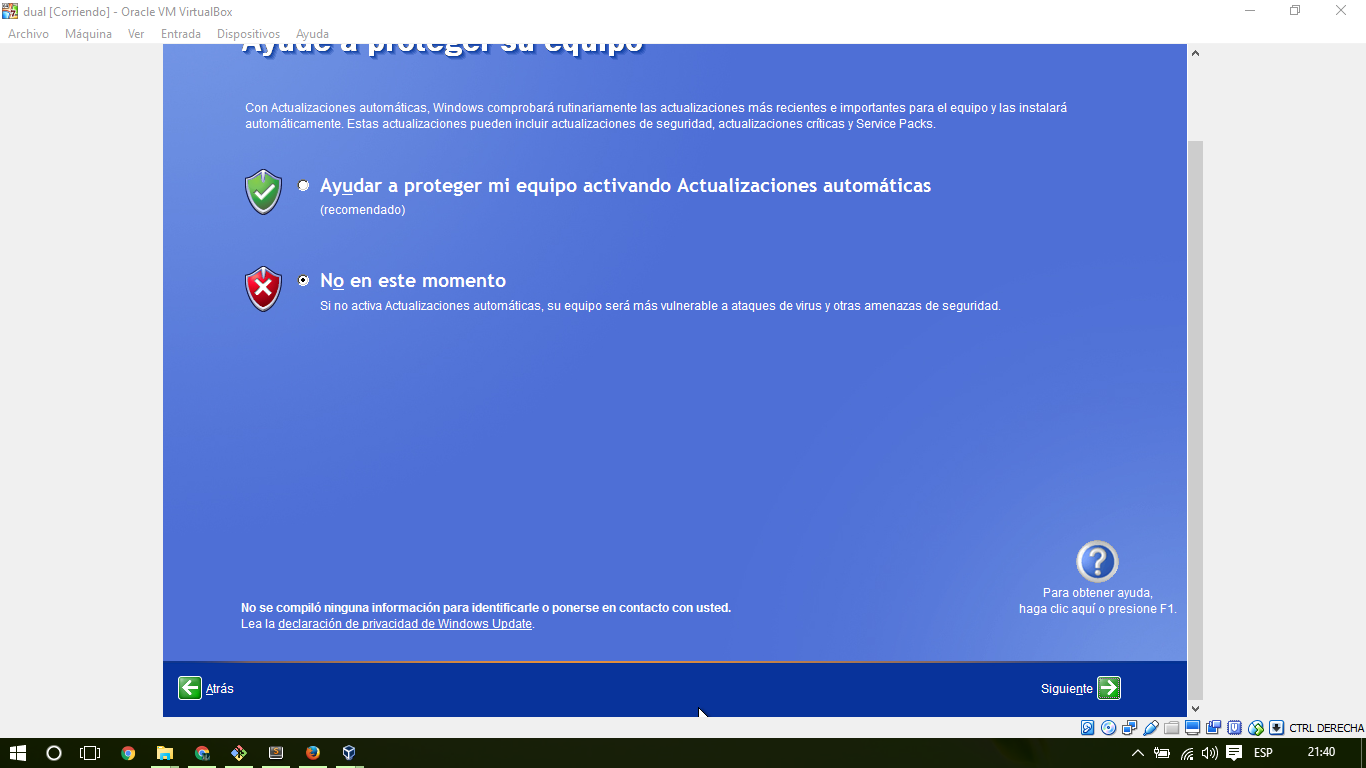 dual [Corriendo] - Oracle VM VirtualBox
Archivo Máquina Ver Entrada Dispositivos Ayuda
Ayude a proteger su equipo
Con Actualizaciones automáticas, Windows comprobará rutinariamente las actualizaciones más recientes e importantes para el equipo y las instalará
automáticamente. Estas actualizaciones pueden incluir actualizaciones de seguridad, actualizaciones críticas y Service Packs.
Ayudar a proteger mi equipo activando Actualizaciones automáticas
(recomendado)
No en este momento
Si no activa Actualizaciones automáticas, su equipo será más vulnerable a ataques de virus y otras amenazas de seguridad.
Para obtener ayuda,
haga clic aquí o presione F1.
No se compiló ninguna información para identificarle o ponerse en contacto con usted.
Lea la declaración de privacidad de Windows Update.
Atrás
Siguiente
CTRL DERECHA
ESP
21:40